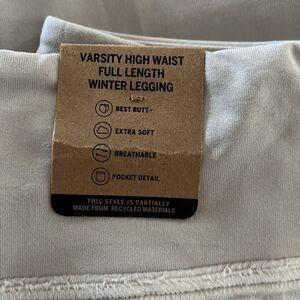 VARSITY HIGH WAIST
FULL LENGTH
WINTER LEGGING
BEST BUTT
EXTRA SOFT
BREATHABLE
POCKET DETAIL
THIS STYLE IS PARTIALLY
MADE FROM RECYCLED MATERIALS